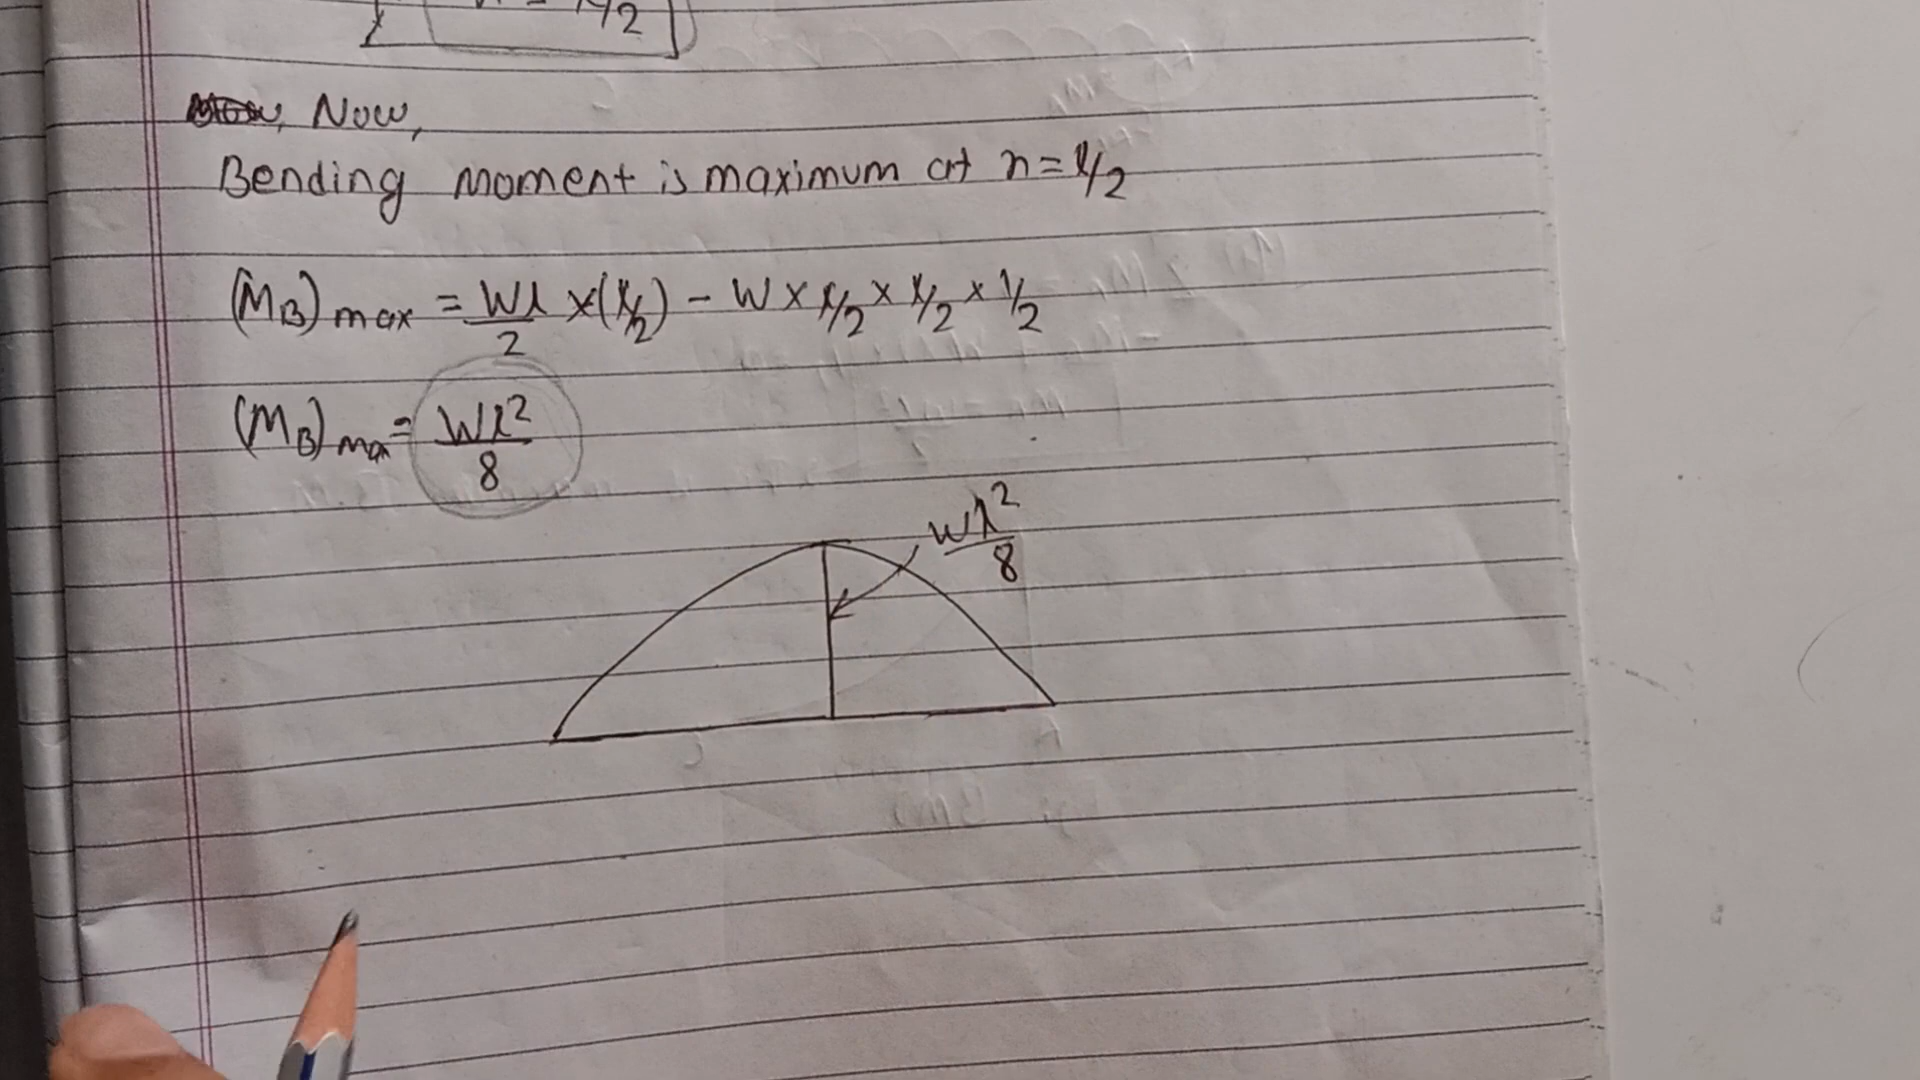 = l/2
Now,
Bending moment is maximum at x = l/2
(MB) max = Wl/2 × (l/2) - W × l/2 × l/2 × 1/2
(MB) max = Wl²/8
Wl²/8